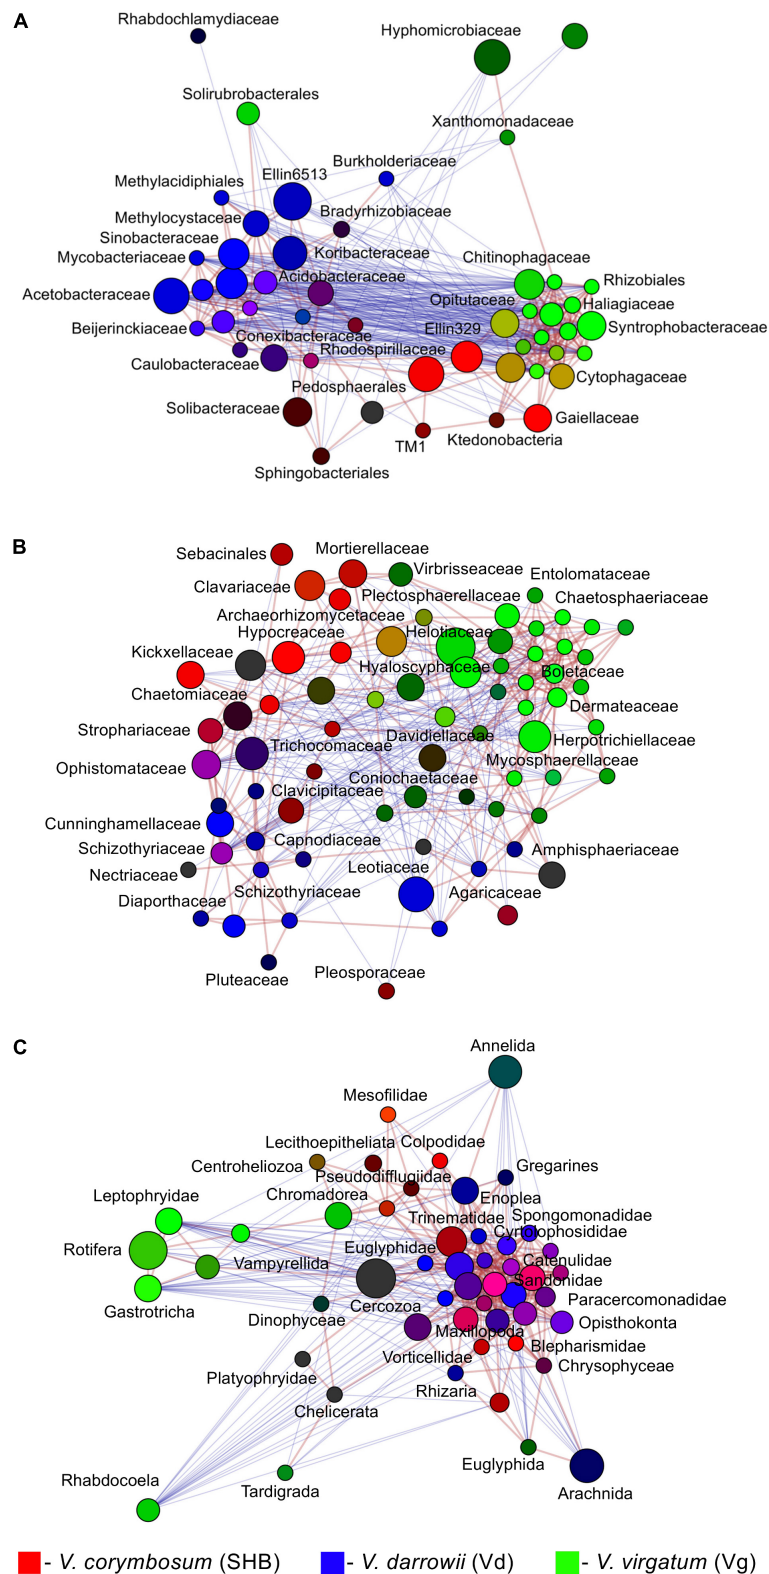 A
Rhabdochlamydiaceae
Hyphomicrobiaceae
Solirubrobacterales
Xanthomonadaceae
Burkholderiaceae
Ellin6513
Methylacidiphiales
Bradyrhizobiaceae
Methylocystaceae
Sinobacteraceae
Koribacteraceae
Mycobacteriaceae
Chitinophagaceae
Acidobacteraceae
Rhizobiales
Acetobacteraceae
Opitutaceae
Haliagiaceae
Beijerinckiaceae
Ellin329
Syntrophobacteraceae
Conexibacteraceae
Rhodospirillaceae
Caulobacteraceae
Cytophagaceae
Pedosphaerales
Solibacteraceae
Gaiellaceae
TM1
Ktedonobacteria
Sphingobacteriales
B
Sebacinales
Mortierellaceae
Virbrisseaceae
Entolomataceae
Clavariaceae
Plectosphaerellaceae
Chaetosphaeriaceae
Archaeorhizomycetaceae
Hypocreaceae
Helotiaceae
Kickxellaceae
Hyaloscyphaceae
Boletaceae
Chaetomiaceae
Dermateaceae
Strophariaceae
Davidiellaceae
Herpotrichiellaceae
Trichocomaceae
Mycosphaerellaceae
Ophistomataceae
Coniochaetaceae
Clavicipitaceae
Cunninghamellaceae
Capnodiaceae
Schizothyriaceae
Amphisphaeriaceae
Nectriaceae
Leotiaceae
Schizothyriaceae
Agaricaceae
Diaporthaceae
Pluteaceae
Pleosporaceae
C
Annelida
Mesofilidae
Lecithoepitheliata
Colpodidae
Centroheliozoa
Pseudodifflugiidae
Gregarines
Leptophryidae
Chromadorea
Enoplea
Trinematidae
Spongomonadidae
Cyrtolophosididae
Rotifera
Euglyphidae
Vampyrellida
Catenulidae
Sandonidae
Gastrotricha
Cercozoa
Paracercomonadidae
Dinophyceae
Maxillopoda
Opisthokonta
Blepharismidae
Vorticellidae
Platyophryidae
Chrysophyceae
Rhizaria
Chelicerata
Euglyphida
Rhabdocoela
Tardigrada
Arachnida
- V. corymbosum (SHB)
- V. darrowii (Vd)
- V. virgatum (Vg)